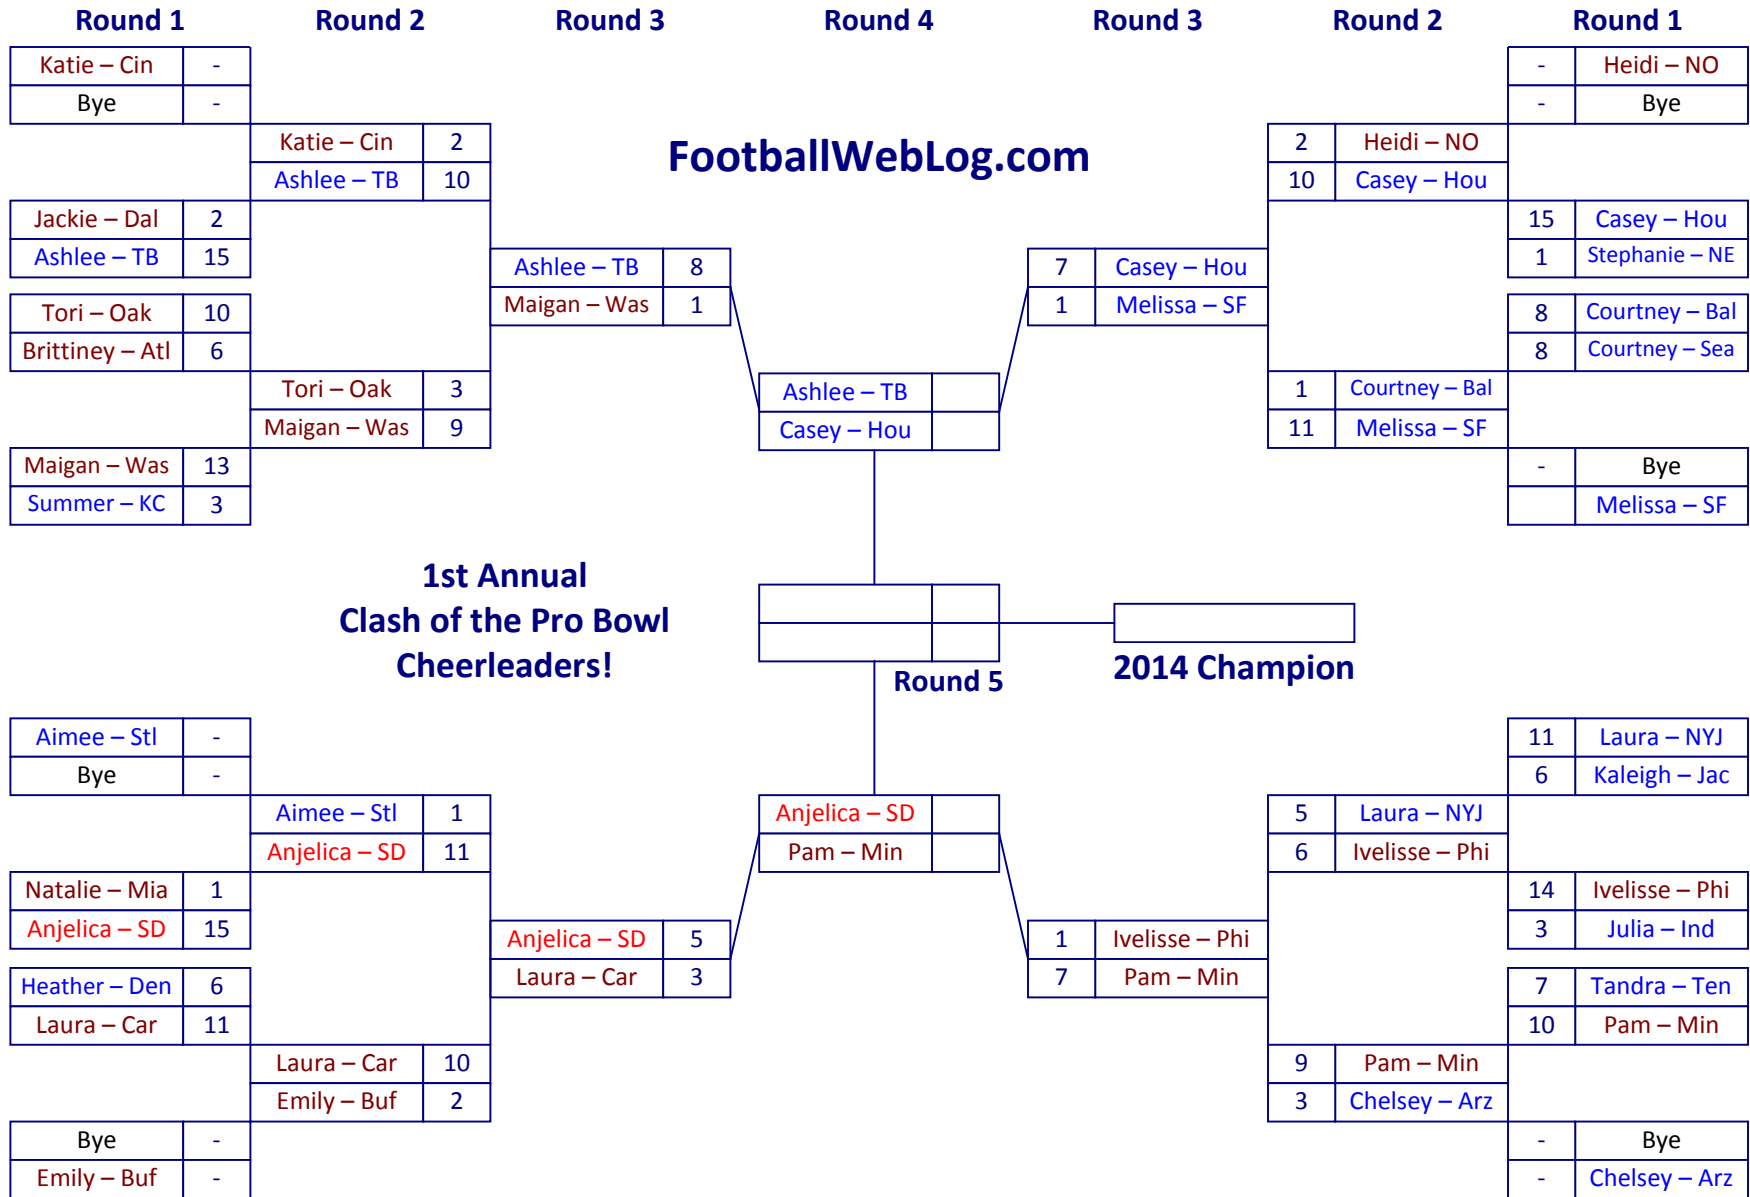 Round 1 Round 2 Round 3 Round 4 Round 3 Round 2 Round 1
Katie – Cin -
Bye -
Katie – Cin 2
Ashlee – TB 10
Jackie – Dal 2
Ashlee – TB 15
Ashlee – TB 8
Maigan – Was 1
Tori – Oak 10
Brittiney – Atl 6
Tori – Oak 3
Maigan – Was 9
Maigan – Was 13
Summer – KC 3
FootballWebLog.com
Ashlee – TB
Casey – Hou
- Heidi – NO
- Bye
2 Heidi – NO
10 Casey – Hou
15 Casey – Hou
1 Stephanie – NE
7 Casey – Hou
1 Melissa – SF
8 Courtney – Bal
8 Courtney – Sea
1 Courtney – Bal
11 Melissa – SF
- Bye
Melissa – SF
1st Annual
Clash of the Pro Bowl
Cheerleaders!
Round 5
2014 Champion
Aimee – Stl -
Bye -
Aimee – Stl 1
Anjelica – SD 11
Natalie – Mia 1
Anjelica – SD 15
Anjelica – SD 5
Laura – Car 3
Heather – Den 6
Laura – Car 11
Laura – Car 10
Emily – Buf 2
Bye -
Emily – Buf -
Anjelica – SD
Pam – Min
11 Laura – NYJ
6 Kaleigh – Jac
5 Laura – NYJ
6 Ivelisse – Phi
14 Ivelisse – Phi
3 Julia – Ind
1 Ivelisse – Phi
7 Pam – Min
7 Tandra – Ten
10 Pam – Min
9 Pam – Min
3 Chelsey – Arz
- Bye
- Chelsey – Arz